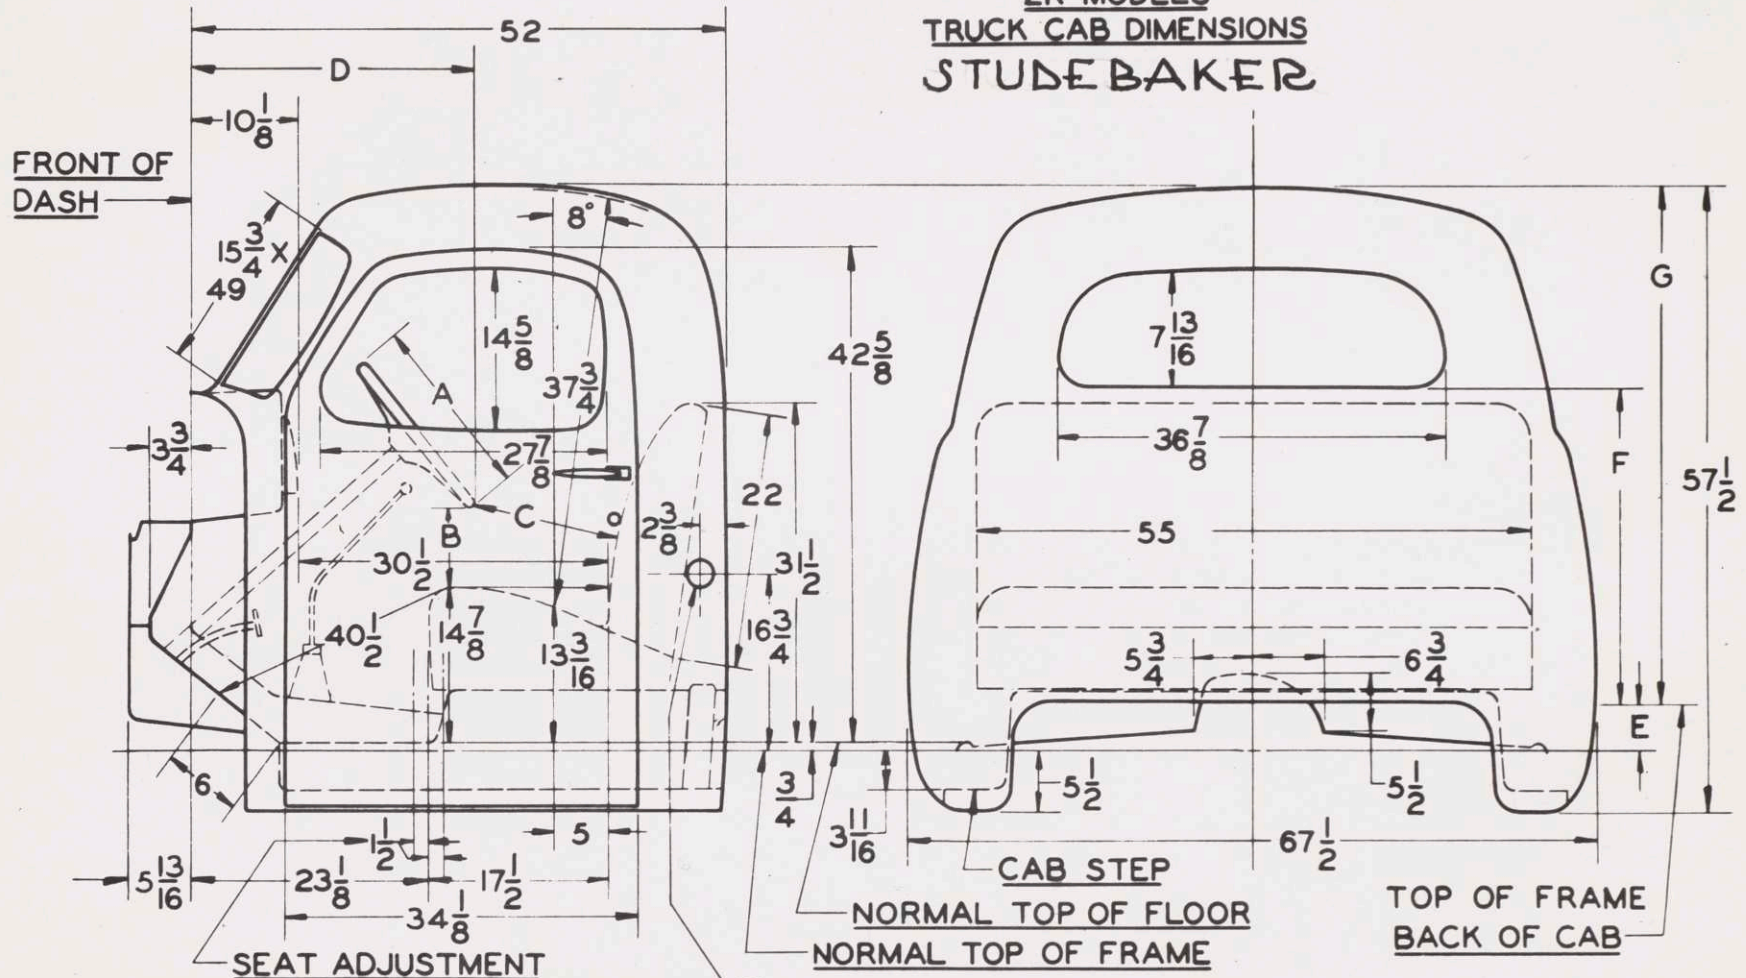 2R MODELS
TRUCK CAB DIMENSIONS
STUDEBAKER
52
D
10 1/8
FRONT OF
DASH
15 3/4 X
49
8°
G
14 5/8
7 13/16
42 5/8
37 3/4
A
3 3/4
27 7/8
36 7/8
F
57 1/2
22
C
B
2 3/8
55
30 1/2
31 1/2
40 1/2
14 7/8
13 3/16
16 3/4
5 3/4
6 3/4
E
6
3/4
5 1/2
5 1/2
3 11/16
1 1/2
5
67 1/2
5 13/16
23 1/8
17 1/2
34 1/8
CAB STEP
NORMAL TOP OF FLOOR
NORMAL TOP OF FRAME
TOP OF FRAME
BACK OF CAB
SEAT ADJUSTMENT